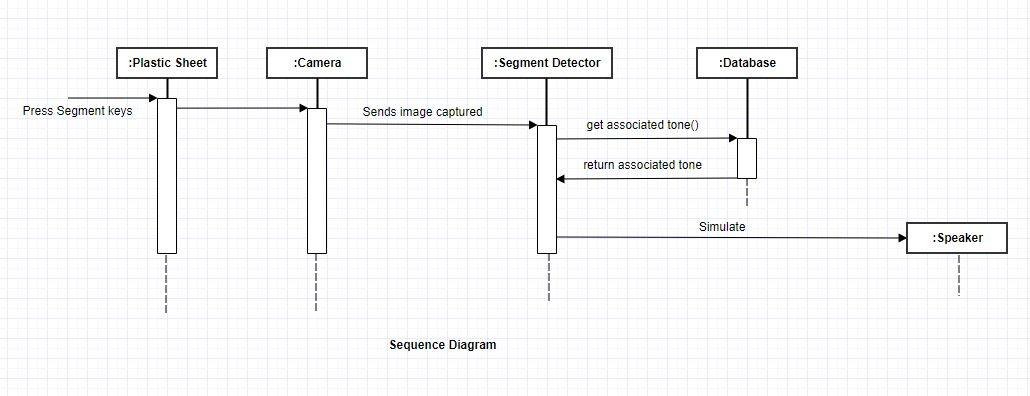 :Plastic Sheet
:Camera
:Segment Detector
:Database
Press Segment keys
Sends image captured
get associated tone()
return associated tone
Simulate
:Speaker
Sequence Diagram